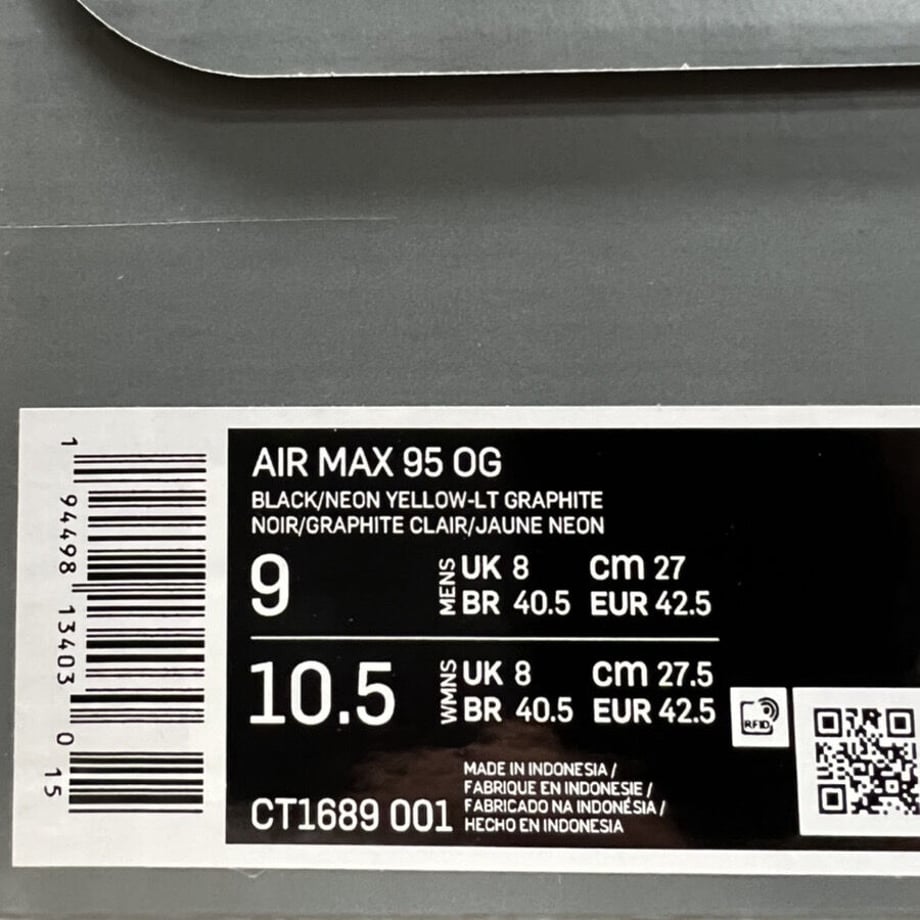 AIR MAX 95 OG
BLACK/NEON YELLOW-LT GRAPHITE
NOIR/GRAPHITE CLAIR/JAUNE NEON
9 MENS UK 8 CM 27
BR 40.5 EUR 42.5
10.5 WMNS UK 8 CM 27.5
BR 40.5 EUR 42.5
RFID
MADE IN INDONESIA /
FABRIQUE EN INDONESIE /
FABRICADO NA INDONÉSIA /
HECHO EN INDONESIA
CT1689 001
1 94498 13403 0 15